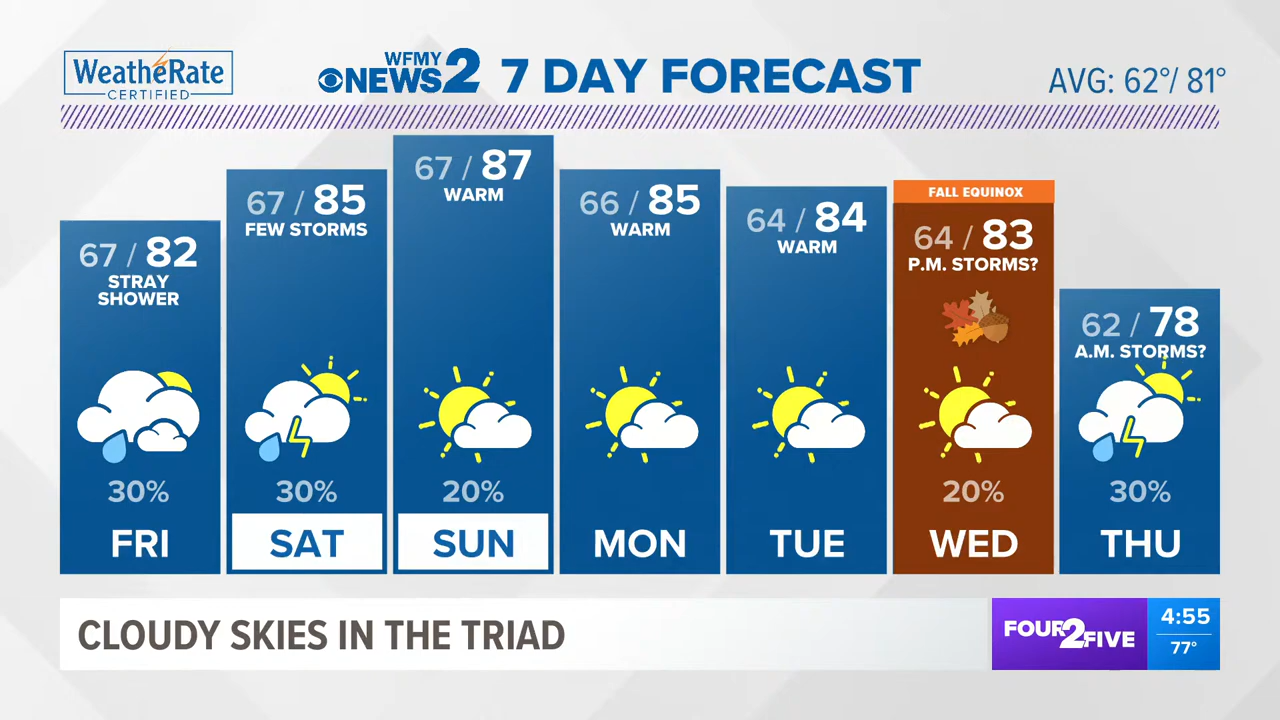 WeatheRate
CERTIFIED
WFMY
NEWS 2
7 DAY FORECAST
AVG: 62°/ 81°
67 / 82
STRAY
SHOWER
30%
FRI
67 / 85
FEW STORMS
30%
SAT
67 / 87
WARM
20%
SUN
66 / 85
WARM
MON
64 / 84
WARM
TUE
FALL EQUINOX
64 / 83
P.M. STORMS?
20%
WED
62 / 78
A.M. STORMS?
30%
THU
CLOUDY SKIES IN THE TRIAD
FOUR2FIVE
4:55
77°